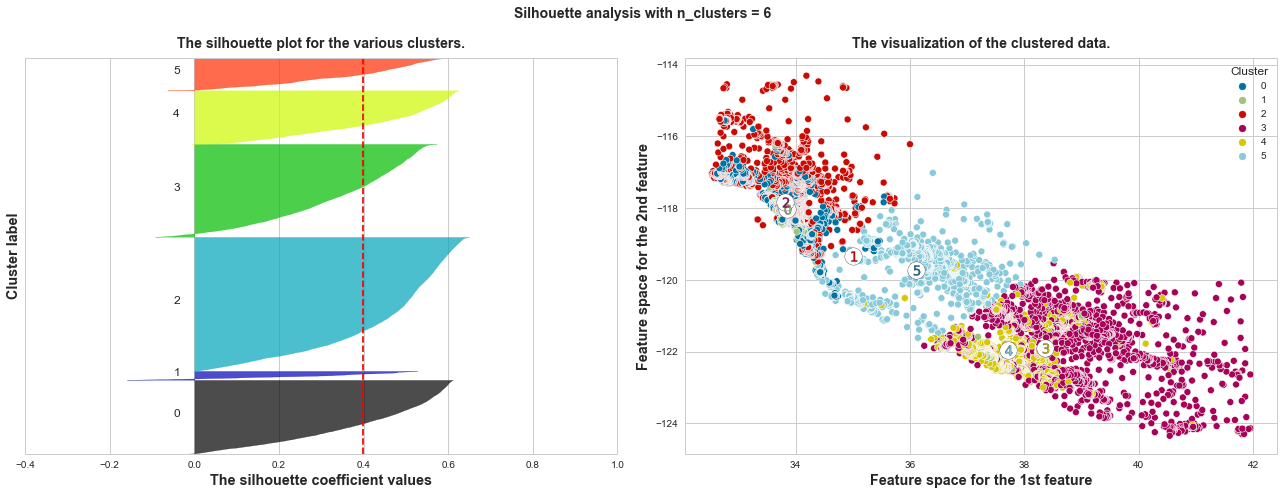 Silhouette analysis with n_clusters = 6
The silhouette plot for the various clusters.
5
4
3
2
1
0
Cluster label
−0.4 −0.2 0.0 0.2 0.4 0.6 0.8 1.0
The silhouette coefficient values
The visualization of the clustered data.
−114
−116
−118
−120
−122
−124
Feature space for the 2nd feature
Cluster
0
1
2
3
4
5
2
0
1
5
4
3
34 36 38 40 42
Feature space for the 1st feature